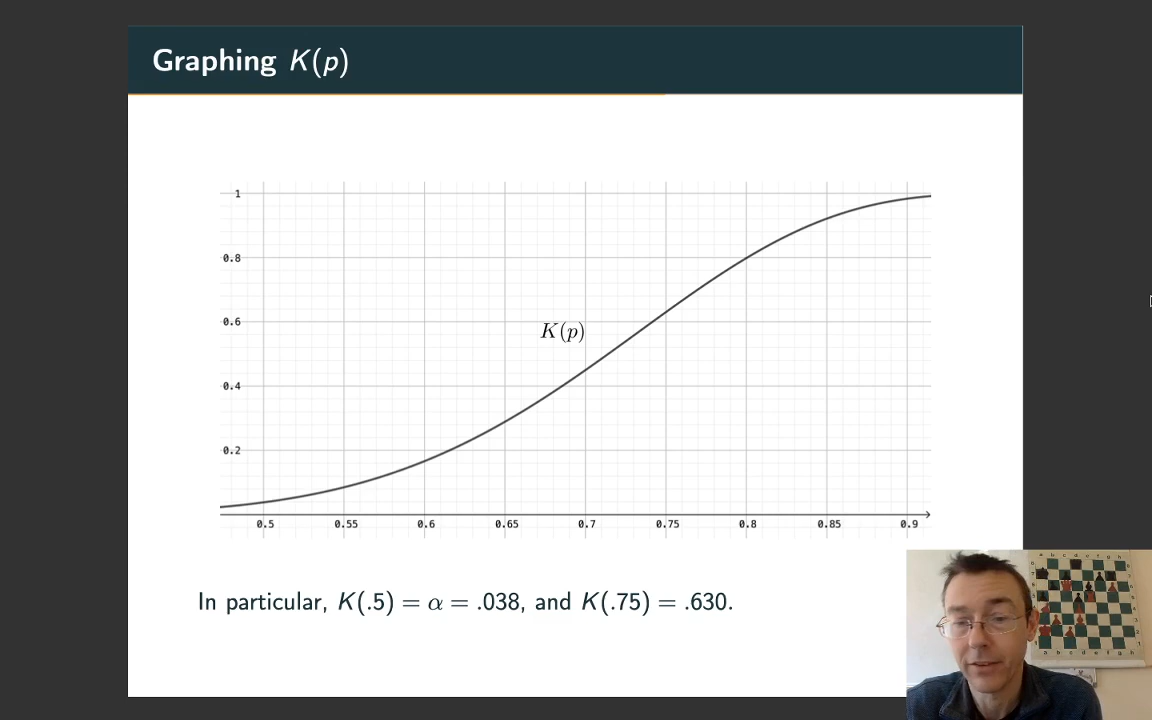 Graphing K(p)
1
0.8
0.6
0.4
0.2
K(p)
0.5 0.55 0.6 0.65 0.7 0.75 0.8 0.85 0.9
In particular, K(.5) = α = .038, and K(.75) = .630.